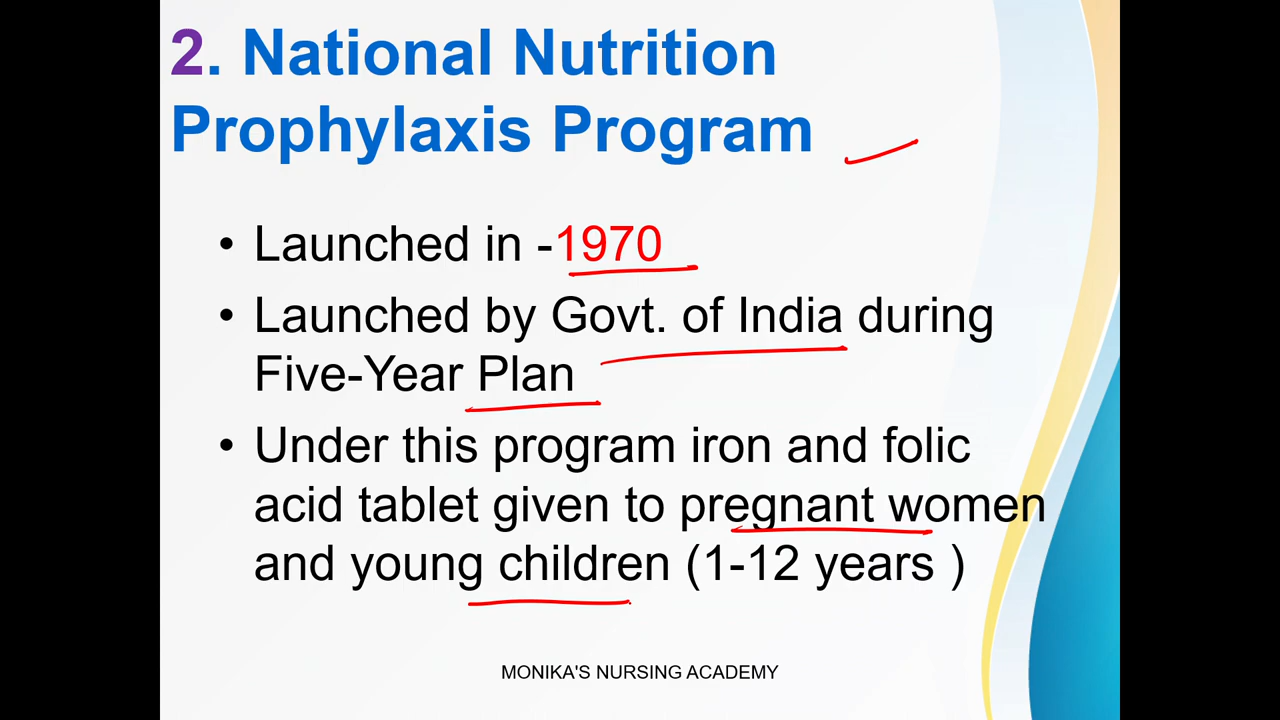 2. National Nutrition
Prophylaxis Program
• Launched in -1970
• Launched by Govt. of India during
Five-Year Plan
• Under this program iron and folic
acid tablet given to pregnant women
and young children (1-12 years )
MONIKA'S NURSING ACADEMY